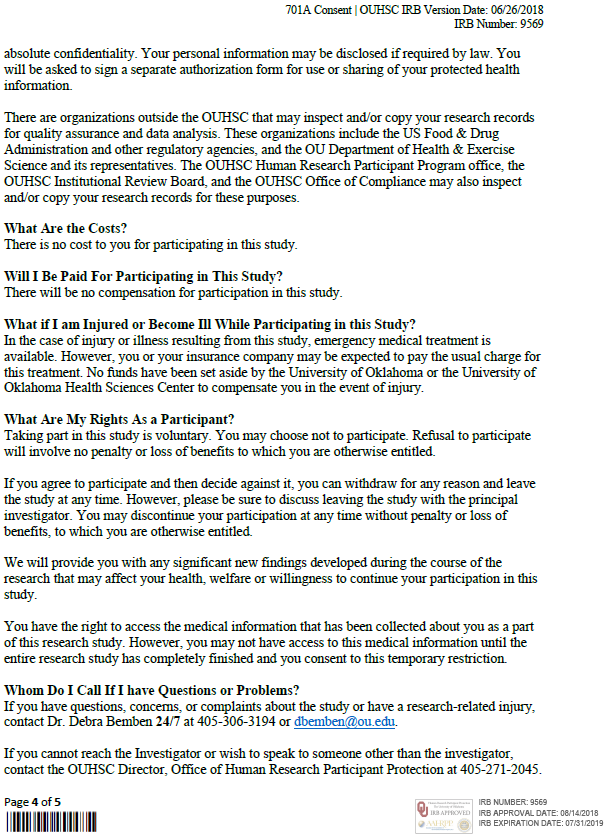 701A Consent | OUHSC IRB Version Date: 06/26/2018
IRB Number: 9569
absolute confidentiality. Your personal information may be disclosed if required by law. You
will be asked to sign a separate authorization form for use or sharing of your protected health
information.
There are organizations outside the OUHSC that may inspect and/or copy your research records
for quality assurance and data analysis. These organizations include the US Food & Drug
Administration and other regulatory agencies, and the OU Department of Health & Exercise
Science and its representatives. The OUHSC Human Research Participant Program office, the
OUHSC Institutional Review Board, and the OUHSC Office of Compliance may also inspect
and/or copy your research records for these purposes.
What Are the Costs?
There is no cost to you for participating in this study.
Will I Be Paid For Participating in This Study?
There will be no compensation for participation in this study.
What if I am Injured or Become Ill While Participating in this Study?
In the case of injury or illness resulting from this study, emergency medical treatment is
available. However, you or your insurance company may be expected to pay the usual charge for
this treatment. No funds have been set aside by the University of Oklahoma or the University of
Oklahoma Health Sciences Center to compensate you in the event of injury.
What Are My Rights As a Participant?
Taking part in this study is voluntary. You may choose not to participate. Refusal to participate
will involve no penalty or loss of benefits to which you are otherwise entitled.
If you agree to participate and then decide against it, you can withdraw for any reason and leave
the study at any time. However, please be sure to discuss leaving the study with the principal
investigator. You may discontinue your participation at any time without penalty or loss of
benefits, to which you are otherwise entitled.
We will provide you with any significant new findings developed during the course of the
research that may affect your health, welfare or willingness to continue your participation in this
study.
You have the right to access the medical information that has been collected about you as a part
of this research study. However, you may not have access to this medical information until the
entire research study has completely finished and you consent to this temporary restriction.
Whom Do I Call If I have Questions or Problems?
If you have questions, concerns, or complaints about the study or have a research-related injury,
contact Dr. Debra Bemben 24/7 at 405-306-3194 or dbemben@ou.edu.
If you cannot reach the Investigator or wish to speak to someone other than the investigator,
contact the OUHSC Director, Office of Human Research Participant Protection at 405-271-2045.
Page 4 of 5
IRB APPROVED
IRB NUMBER: 9569
IRB APPROVAL DATE: 08/14/2018
IRB EXPIRATION DATE: 07/31/2019